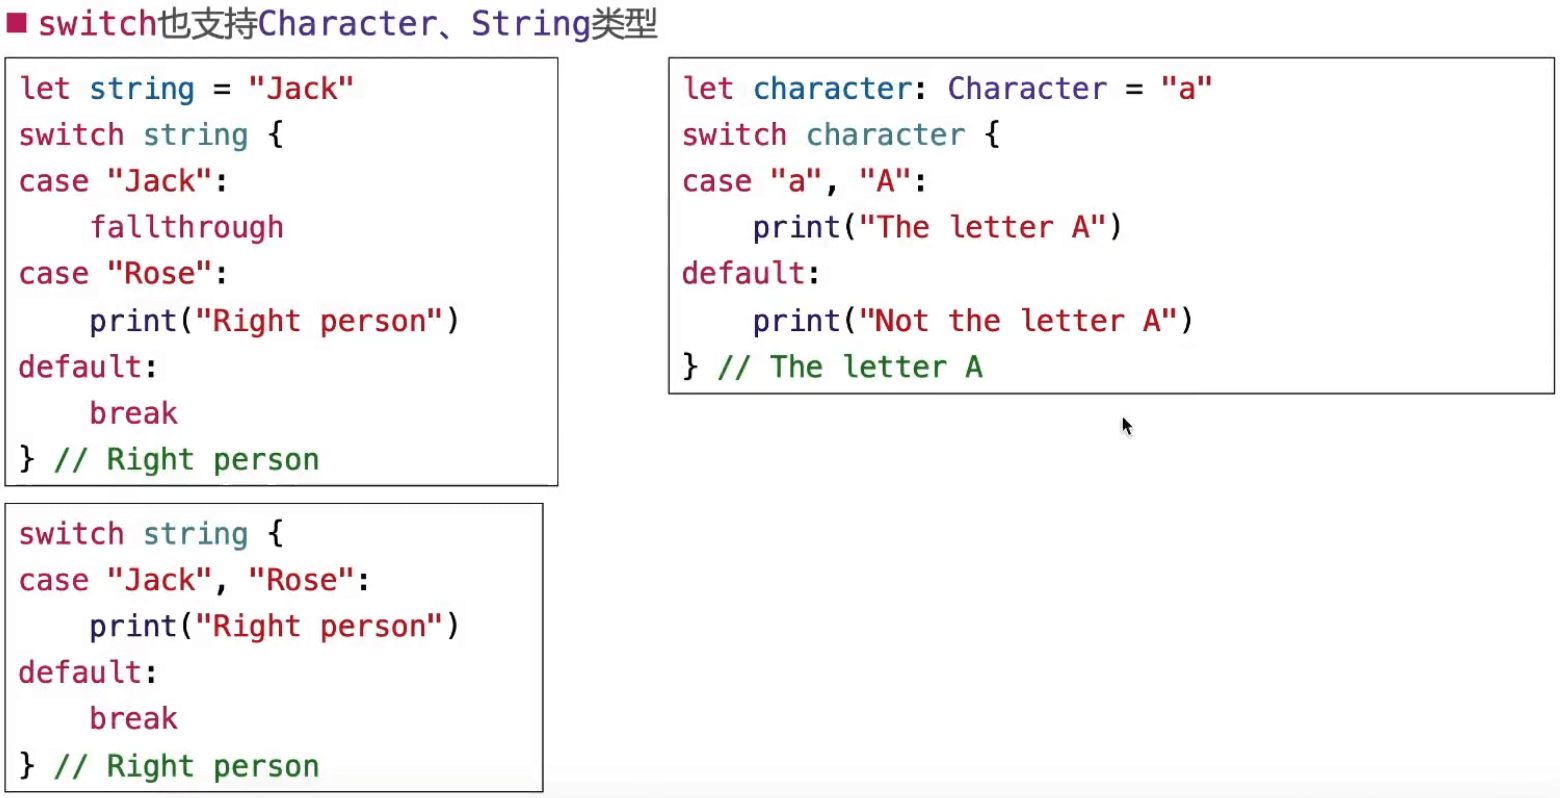 switch也支持Character、String类型
let string = "Jack"
switch string {
case "Jack":
    fallthrough
case "Rose":
    print("Right person")
default:
    break
} // Right person
switch string {
case "Jack", "Rose":
    print("Right person")
default:
    break
} // Right person
let character: Character = "a"
switch character {
case "a", "A":
    print("The letter A")
default:
    print("Not the letter A")
} // The letter A